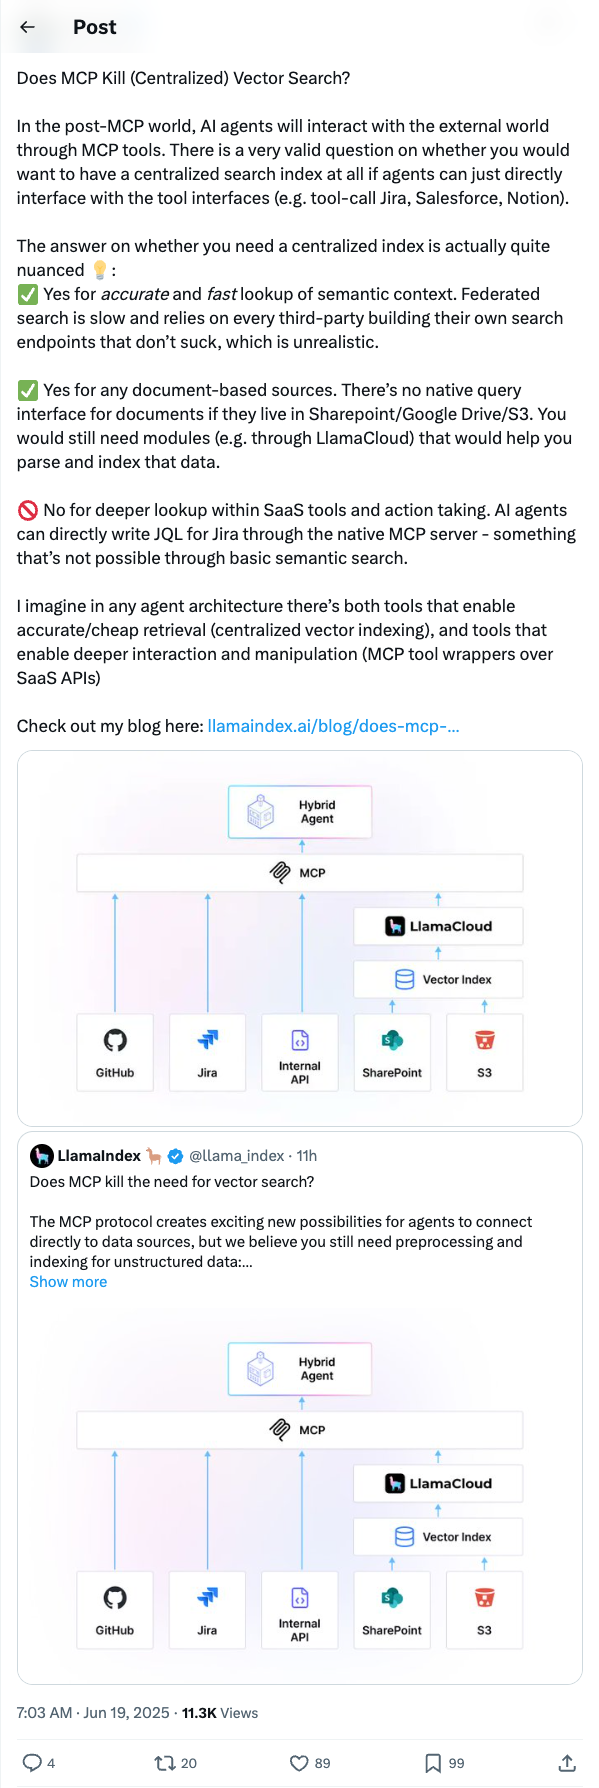 Post
Does MCP Kill (Centralized) Vector Search?
In the post-MCP world, AI agents will interact with the external world
through MCP tools. There is a very valid question on whether you would
want to have a centralized search index at all if agents can just directly
interface with the tool interfaces (e.g. tool-call Jira, Salesforce, Notion).
The answer on whether you need a centralized index is actually quite
nuanced 💡:
✅ Yes for accurate and fast lookup of semantic context. Federated
search is slow and relies on every third-party building their own search
endpoints that don’t suck, which is unrealistic.
✅ Yes for any document-based sources. There’s no native query
interface for documents if they live in Sharepoint/Google Drive/S3. You
would still need modules (e.g. through LlamaCloud) that would help you
parse and index that data.
🚫 No for deeper lookup within SaaS tools and action taking. AI agents
can directly write JQL for Jira through the native MCP server - something
that’s not possible through basic semantic search.
I imagine in any agent architecture there’s both tools that enable
accurate/cheap retrieval (centralized vector indexing), and tools that
enable deeper interaction and manipulation (MCP tool wrappers over
SaaS APIs)
Check out my blog here: llamaindex.ai/blog/does-mcp-...
Hybrid
Agent
MCP
LlamaCloud
Vector Index
GitHub
Jira
Internal
API
SharePoint
S3
LlamaIndex 🦙 @llama_index · 11h
Does MCP kill the need for vector search?
The MCP protocol creates exciting new possibilities for agents to connect
directly to data sources, but we believe you still need preprocessing and
indexing for unstructured data:...
Show more
Hybrid
Agent
MCP
LlamaCloud
Vector Index
GitHub
Jira
Internal
API
SharePoint
S3
7:03 AM · Jun 19, 2025 · 11.3K Views
4 20 89 99